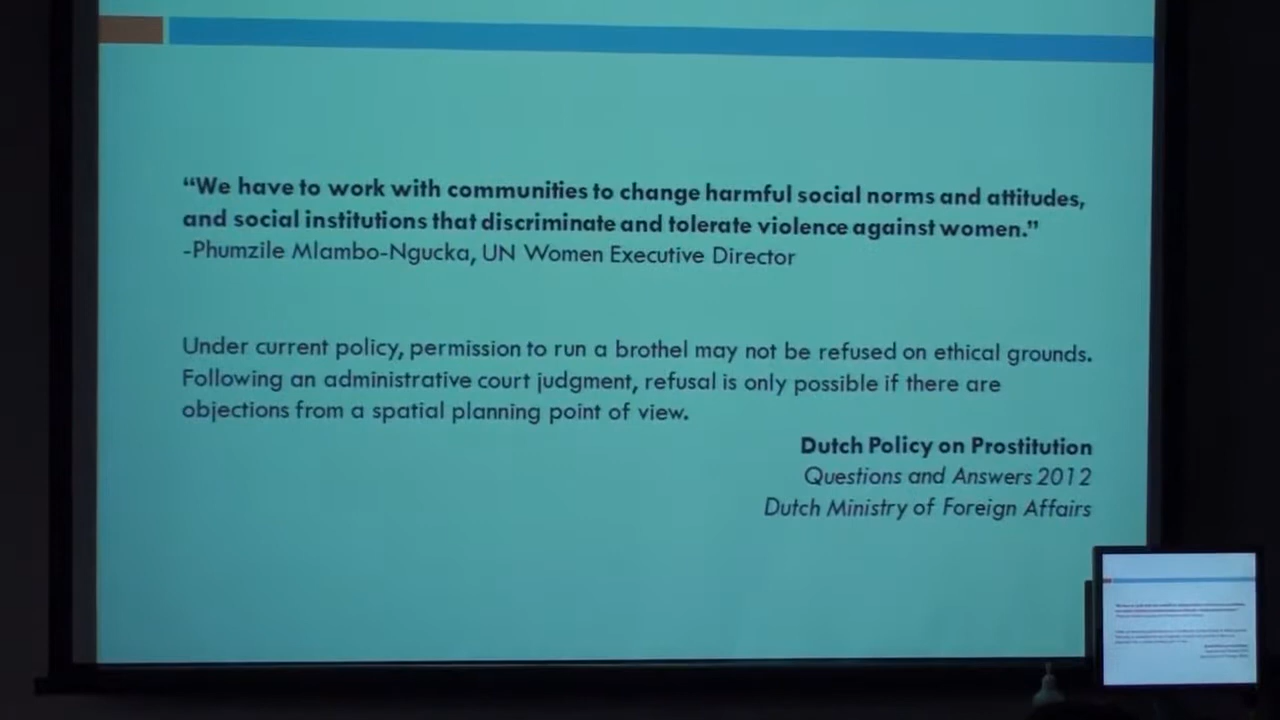 “We have to work with communities to change harmful social norms and attitudes,
and social institutions that discriminate and tolerate violence against women.”
-Phumzile Mlambo-Ngucka, UN Women Executive Director
Under current policy, permission to run a brothel may not be refused on ethical grounds.
Following an administrative court judgment, refusal is only possible if there are
objections from a spatial planning point of view.
Dutch Policy on Prostitution
Questions and Answers 2012
Dutch Ministry of Foreign Affairs